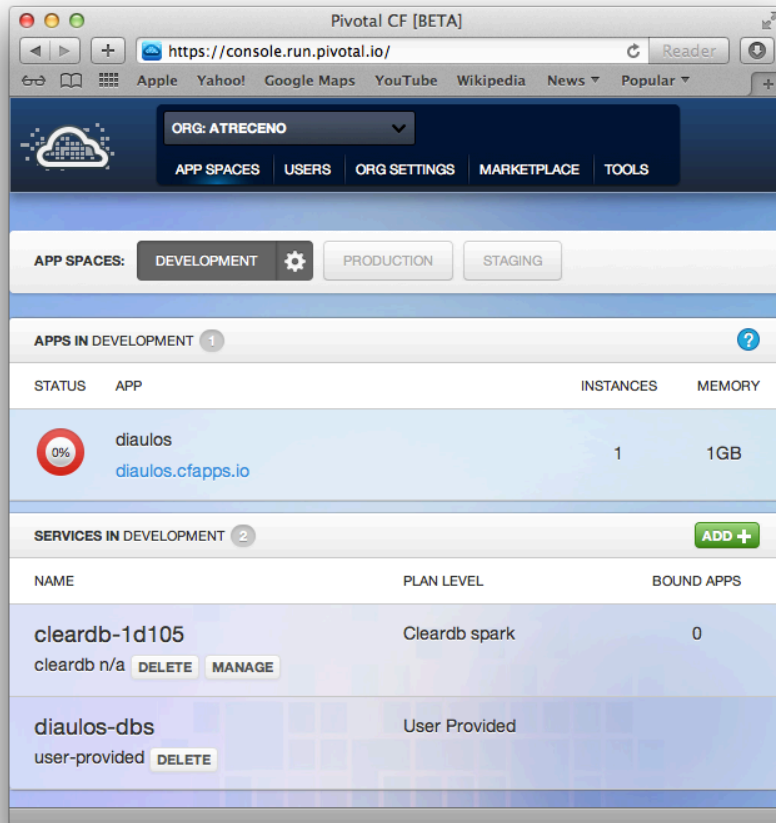 Pivotal CF [BETA]
https://console.run.pivotal.io/ Reader
Apple Yahoo! Google Maps YouTube Wikipedia News Popular
ORG: ATRECENO
APP SPACES USERS ORG SETTINGS MARKETPLACE TOOLS
APP SPACES: DEVELOPMENT PRODUCTION STAGING
APPS IN DEVELOPMENT 1 ?
STATUS APP INSTANCES MEMORY
0% diaulos 1 1GB
diaulos.cfapps.io
SERVICES IN DEVELOPMENT 2 ADD +
NAME PLAN LEVEL BOUND APPS
cleardb-1d105 Cleardb spark 0
cleardb n/a DELETE MANAGE
diaulos-dbs User Provided
user-provided DELETE